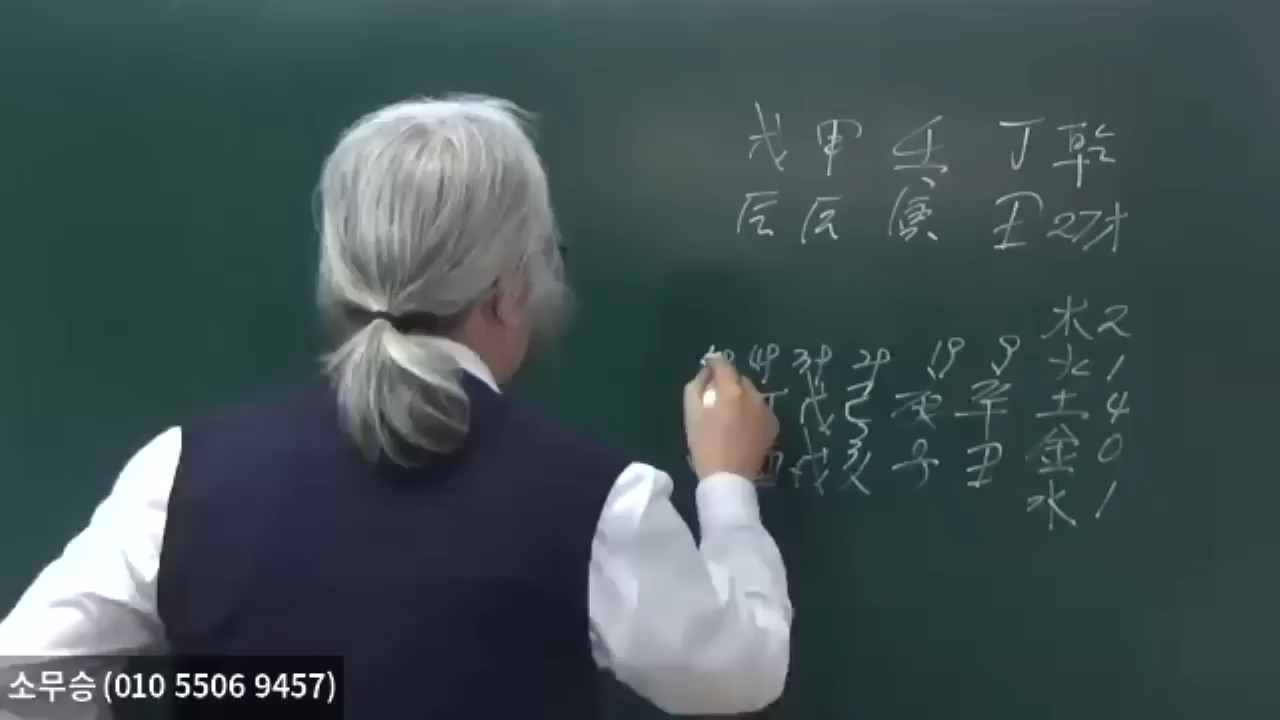 戊 甲 壬 丁 乾
辰 辰 寅 丑 27才
木 2
火 1
49 39 29 19 9
丁 戊 己 庚 辛 土 4
戌 亥 子 丑 金 0
水 1
소무승 (010 5506 9457)